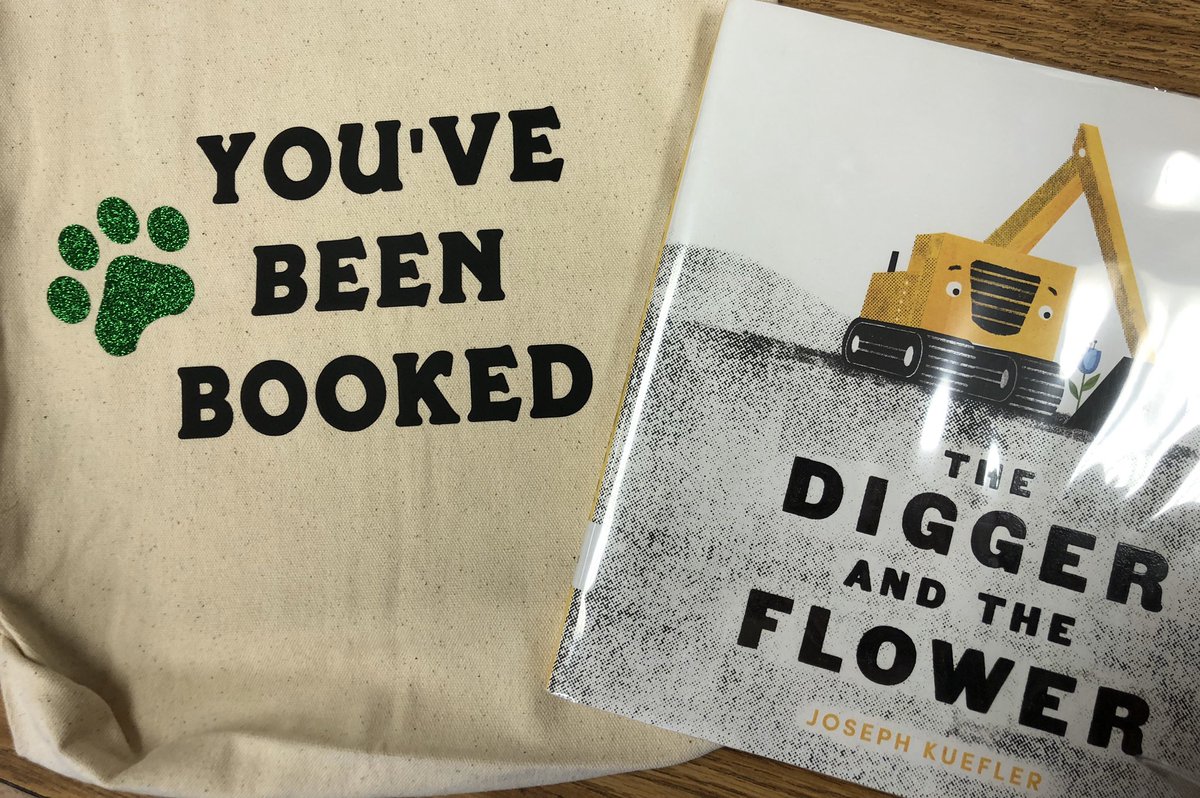 YOU'VE
BEEN
BOOKED
THE
DIGGER
AND THE
FLOWER
JOSEPH KUEFLER